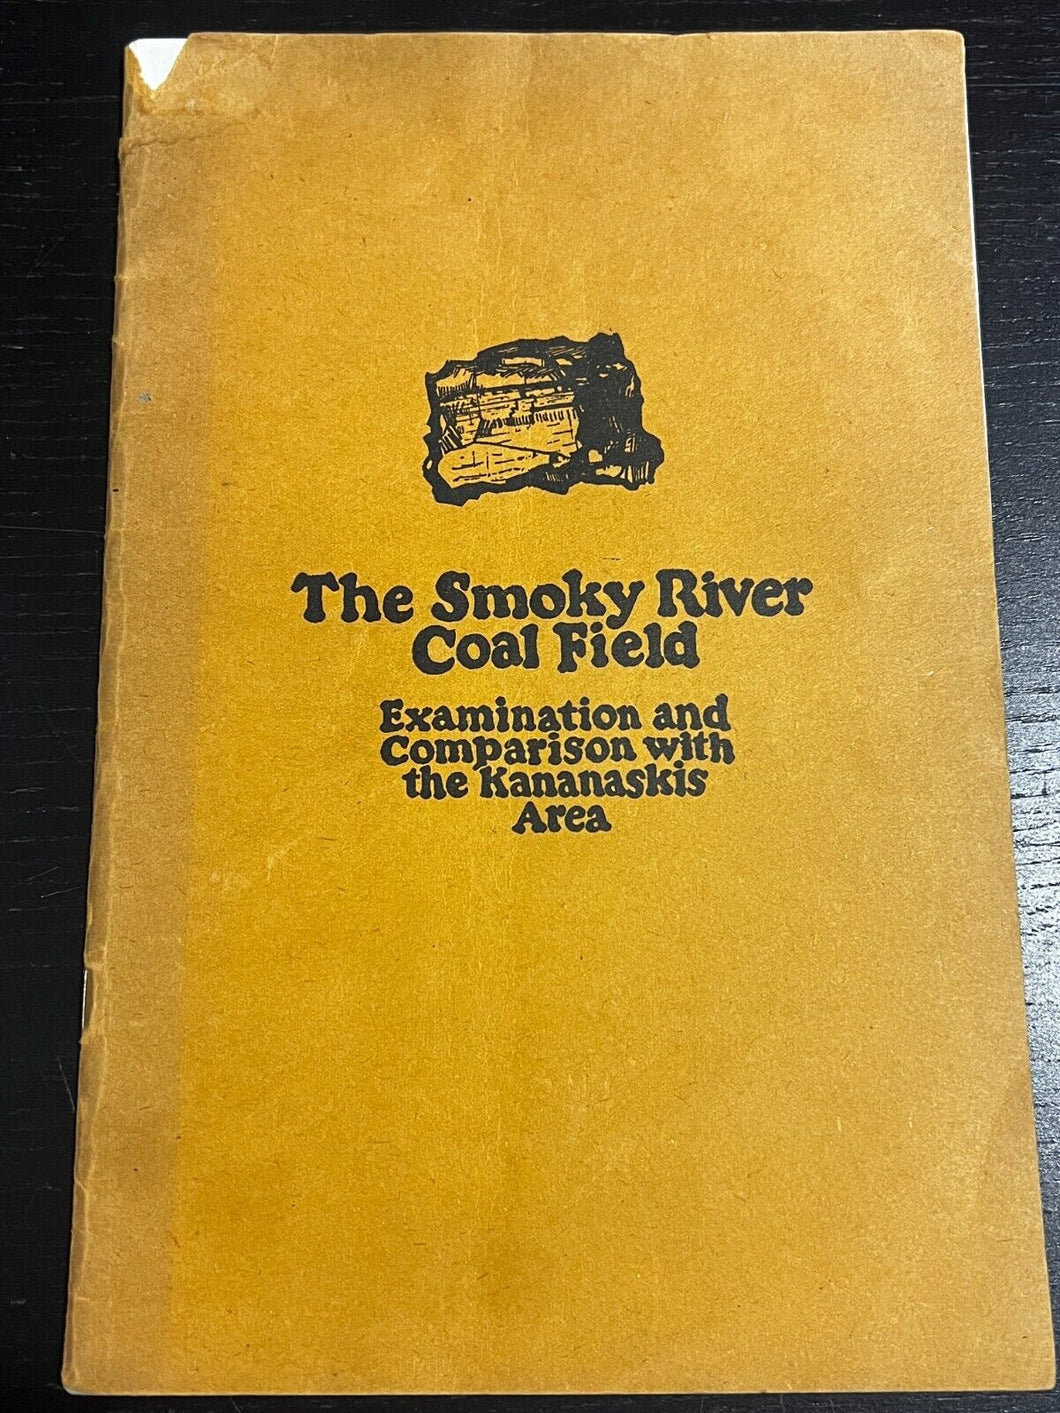 The Smoky River
Coal Field
Examination and
Comparison with
the Kananaskis
Area